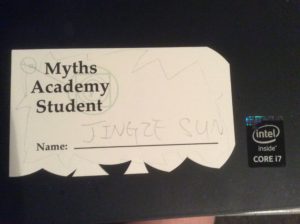 Myths
Academy
Student
JINGZE SUN
Name:
intel
inside
CORE i7